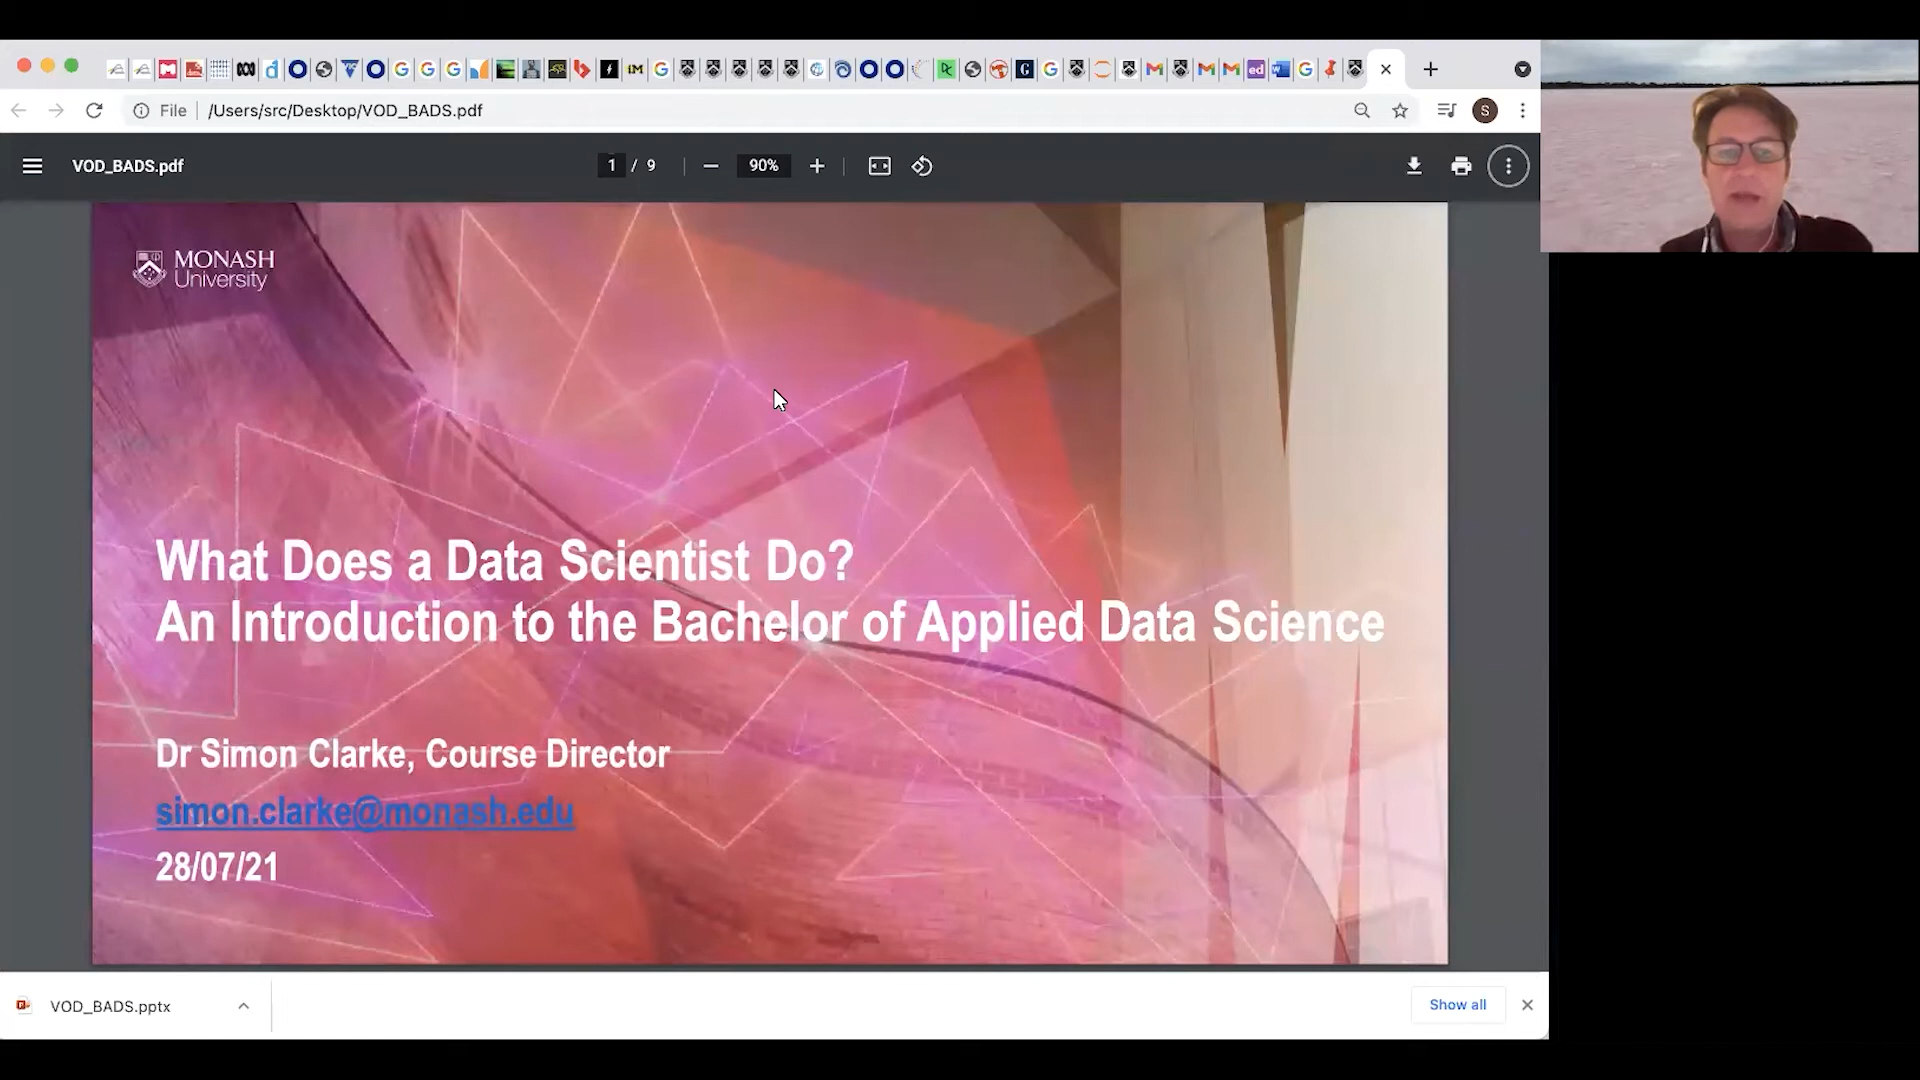 File
/Users/src/Desktop/VOD_BADS.pdf
S
VOD_BADS.pdf
1 / 9
90%
MONASH
University
What Does a Data Scientist Do?
An Introduction to the Bachelor of Applied Data Science
Dr Simon Clarke, Course Director
simon.clarke@monash.edu
28/07/21
VOD_BADS.pptx
Show all